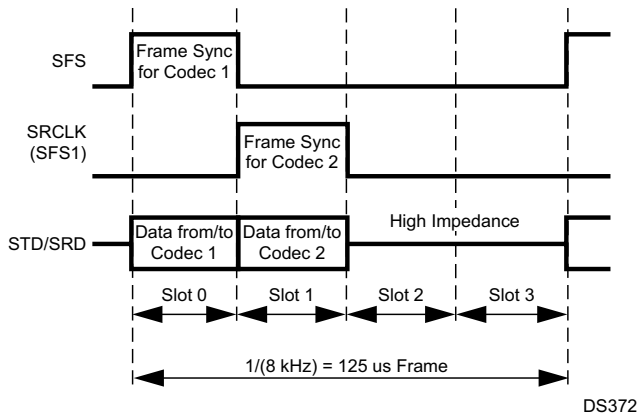 SFS
Frame Sync
for Codec 1
SRCLK
(SFS1)
Frame Sync
for Codec 2
STD/SRD
Data from/to
Codec 1
Data from/to
Codec 2
High Impedance
Slot 0
Slot 1
Slot 2
Slot 3
1/(8 kHz) = 125 us Frame
DS372